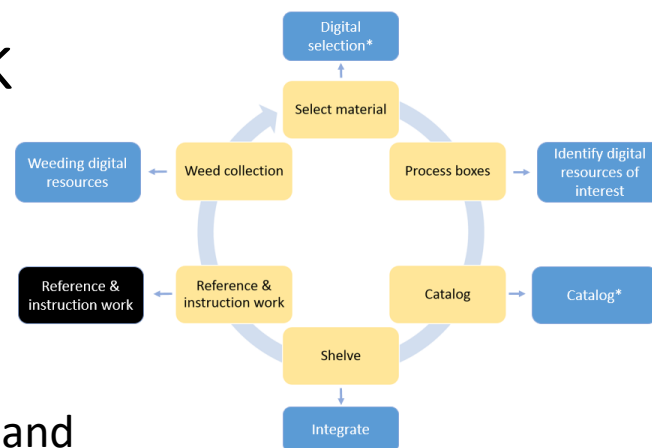 Digital
selection*
K
Select material
Weeding digital
resources
Weed collection
Process boxes
Identify digital
resources of
interest
Reference &
instruction work
Reference &
instruction work
Catalog
Catalog*
Shelve
and
Integrate